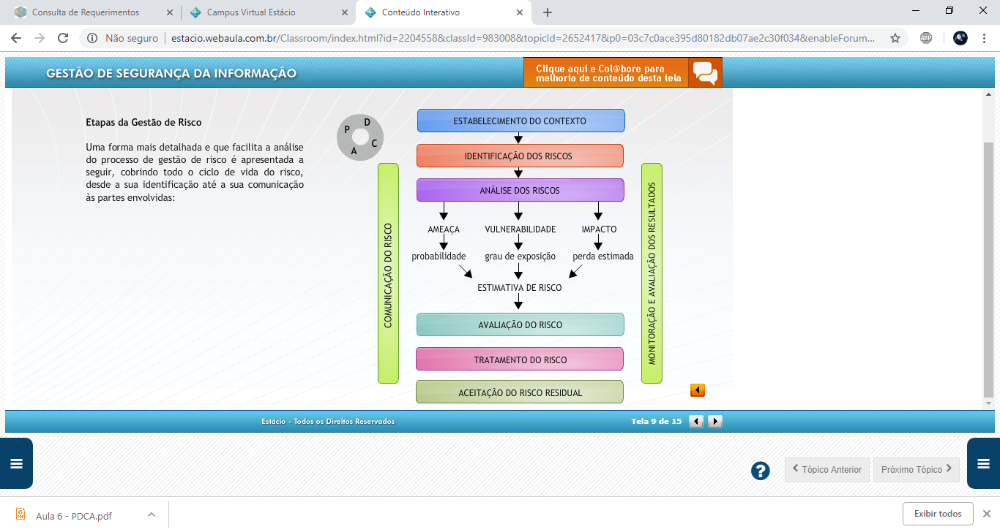 Consulta de Requerimentos
Campus Virtual Estácio
Conteúdo Interativo
Não seguro
estacio.webaula.com.br/Classroom/index.html?id=2204558&classId=983008&topicId=2652417&p0=03c7c0ace395d80182db07ae2c30f034&enableForum...
ABP
GESTÃO DE SEGURANÇA DA INFORMAÇÃO
Clique aqui e Col@bore para
melhoria de conteúdo desta tela
Etapas da Gestão de Risco
Uma forma mais detalhada e que facilita a análise
do processo de gestão de risco é apresentada a
seguir, cobrindo todo o ciclo de vida do risco,
desde a sua identificação até a sua comunicação
às partes envolvidas:
P
D
C
A
ESTABELECIMENTO DO CONTEXTO
IDENTIFICAÇÃO DOS RISCOS
ANÁLISE DOS RISCOS
AMEAÇA
VULNERABILIDADE
IMPACTO
probabilidade
grau de exposição
perda estimada
ESTIMATIVA DE RISCO
AVALIAÇÃO DO RISCO
TRATAMENTO DO RISCO
ACEITAÇÃO DO RISCO RESIDUAL
COMUNICAÇÃO DO RISCO
MONITORAÇÃO E AVALIAÇÃO DOS RESULTADOS
Estácio - Todos os Direitos Reservados
Tela 9 de 15
?
Tópico Anterior
Próximo Tópico
Aula 6 - PDCA.pdf
Exibir todos